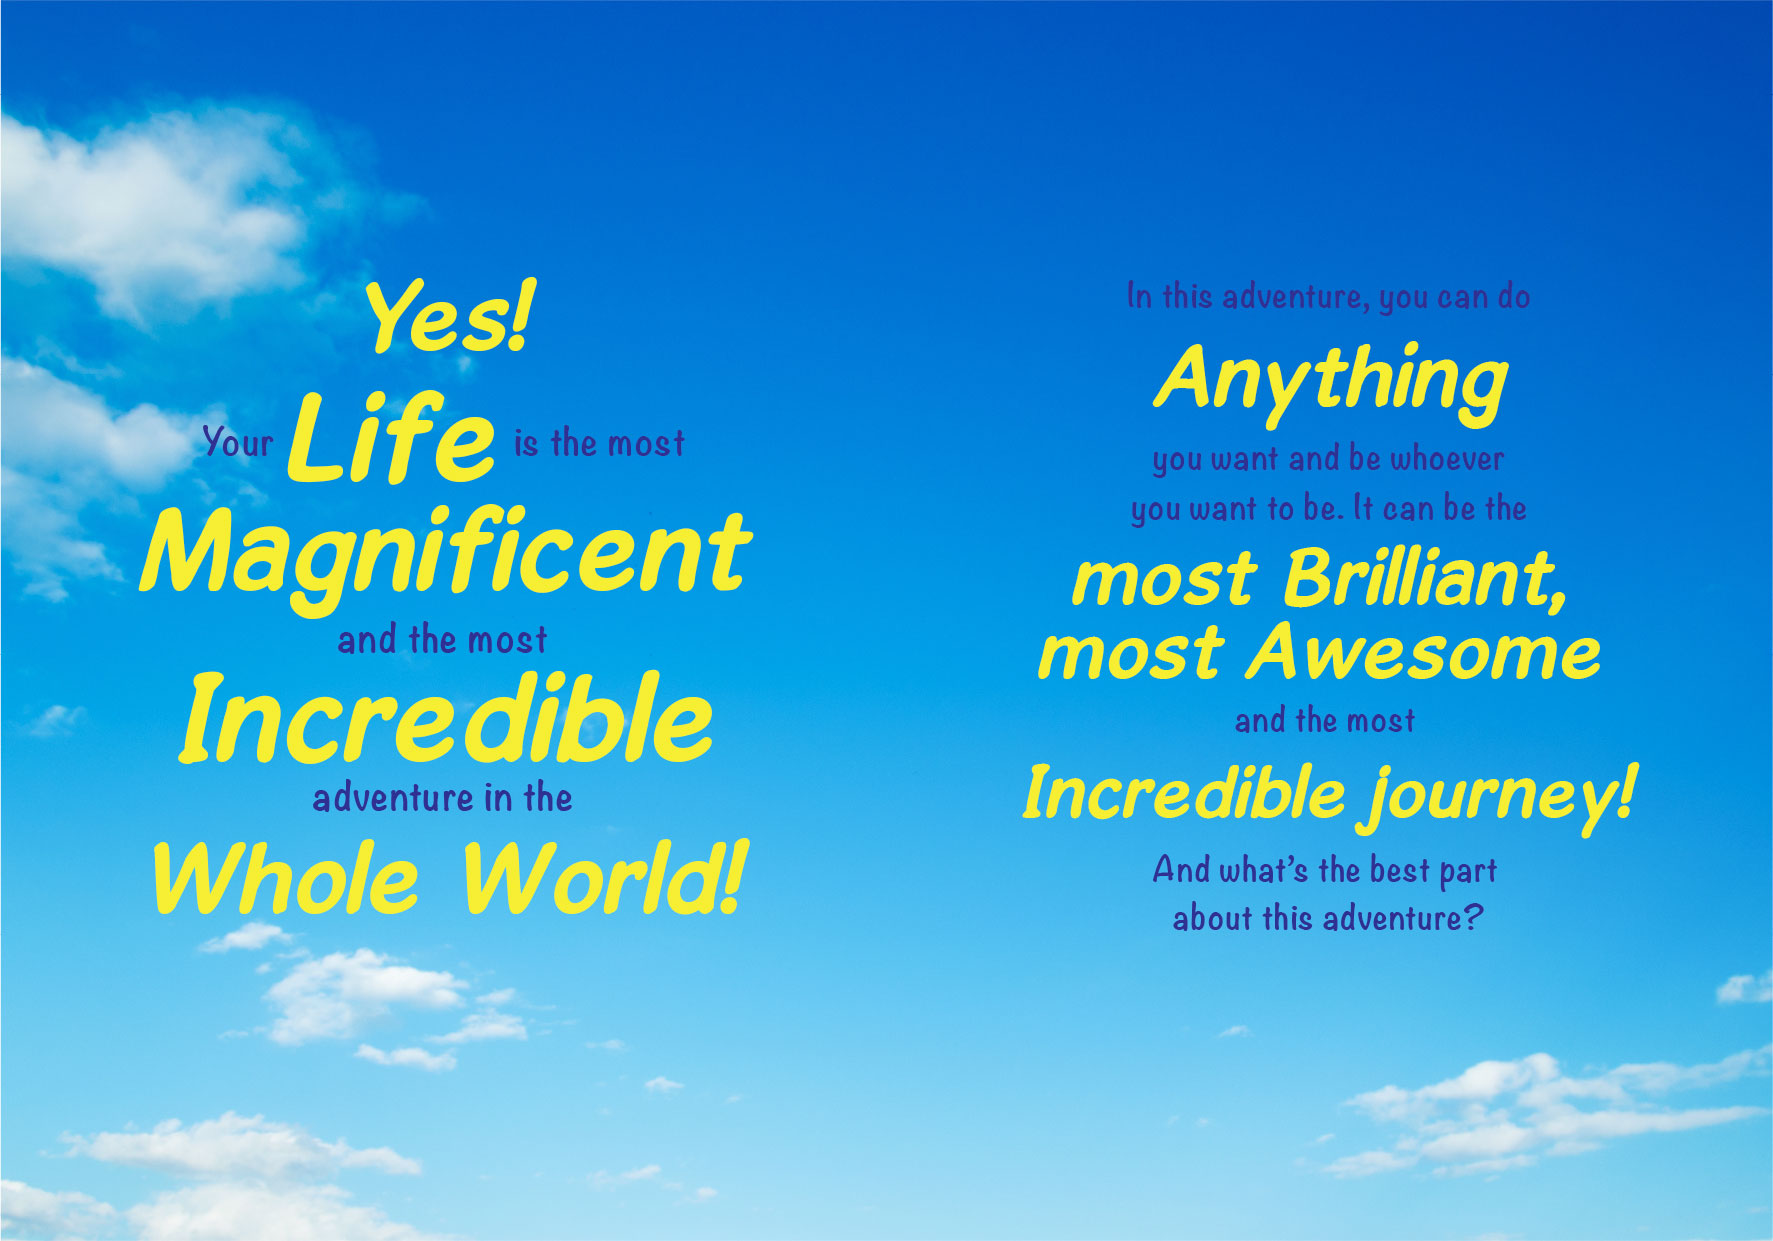 Yes!
Your Life is the most
Magnificent
and the most
Incredible
adventure in the
Whole World!
In this adventure, you can do
Anything
you want and be whoever
you want to be. It can be the
most Brilliant,
most Awesome
and the most
Incredible journey!
And what’s the best part
about this adventure?